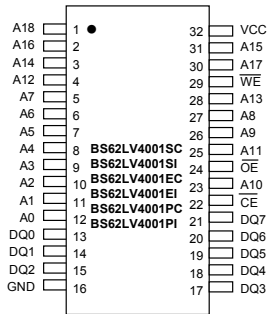 A18 1 32 VCC
A16 2 31 A15
A14 3 30 A17
A12 4 29 WE
A7 5 28 A13
A6 6 27 A8
A5 7 26 A9
A4 8 BS62LV4001SC 25 A11
A3 9 BS62LV4001SI 24 OE
A2 10 BS62LV4001EC 23 A10
A1 11 BS62LV4001EI 22 CE
A0 12 BS62LV4001PC 21 DQ7
DQ0 13 BS62LV4001PI 20 DQ6
DQ1 14 19 DQ5
DQ2 15 18 DQ4
GND 16 17 DQ3